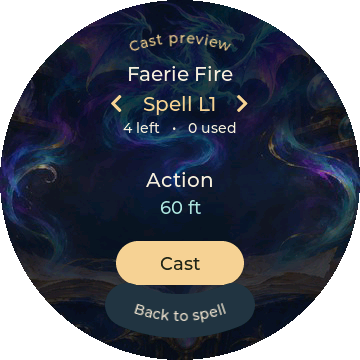 Cast preview
Faerie Fire
Spell L1
4 left · 0 used
Action
60 ft
Cast
Back to spell